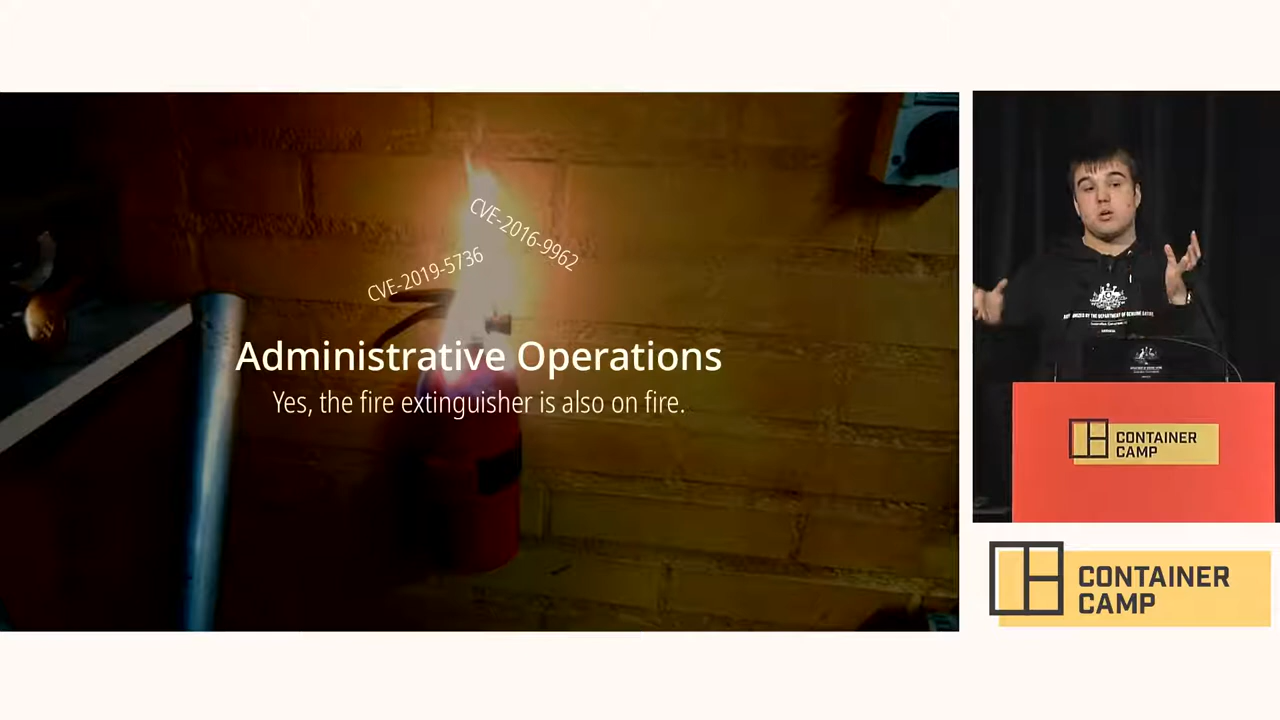 CVE-2016-9962
CVE-2019-5736
Administrative Operations
Yes, the fire extinguisher is also on fire.
CONTAINER
CAMP
CONTAINER
CAMP